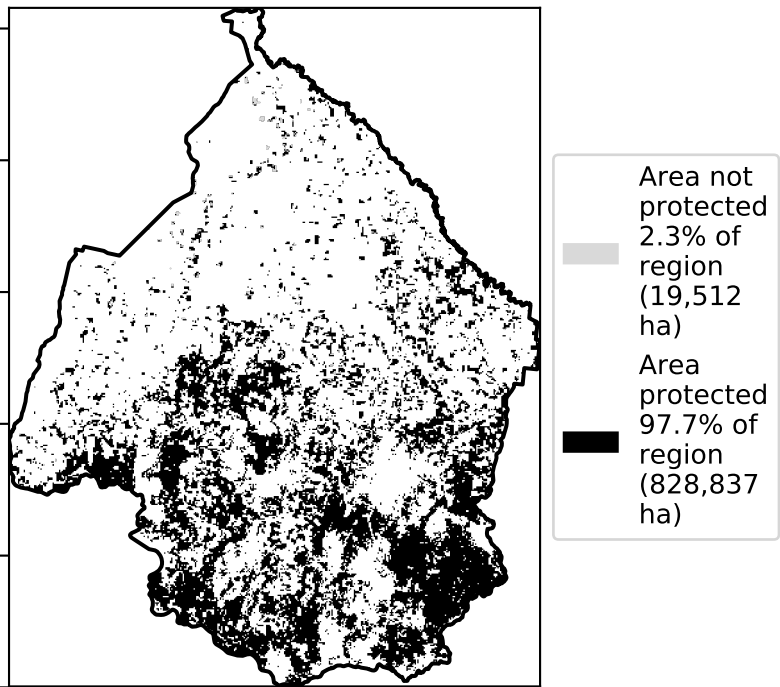 Area not
protected
2.3% of
region
(19,512
ha)
Area
protected
97.7% of
region
(828,837
ha)